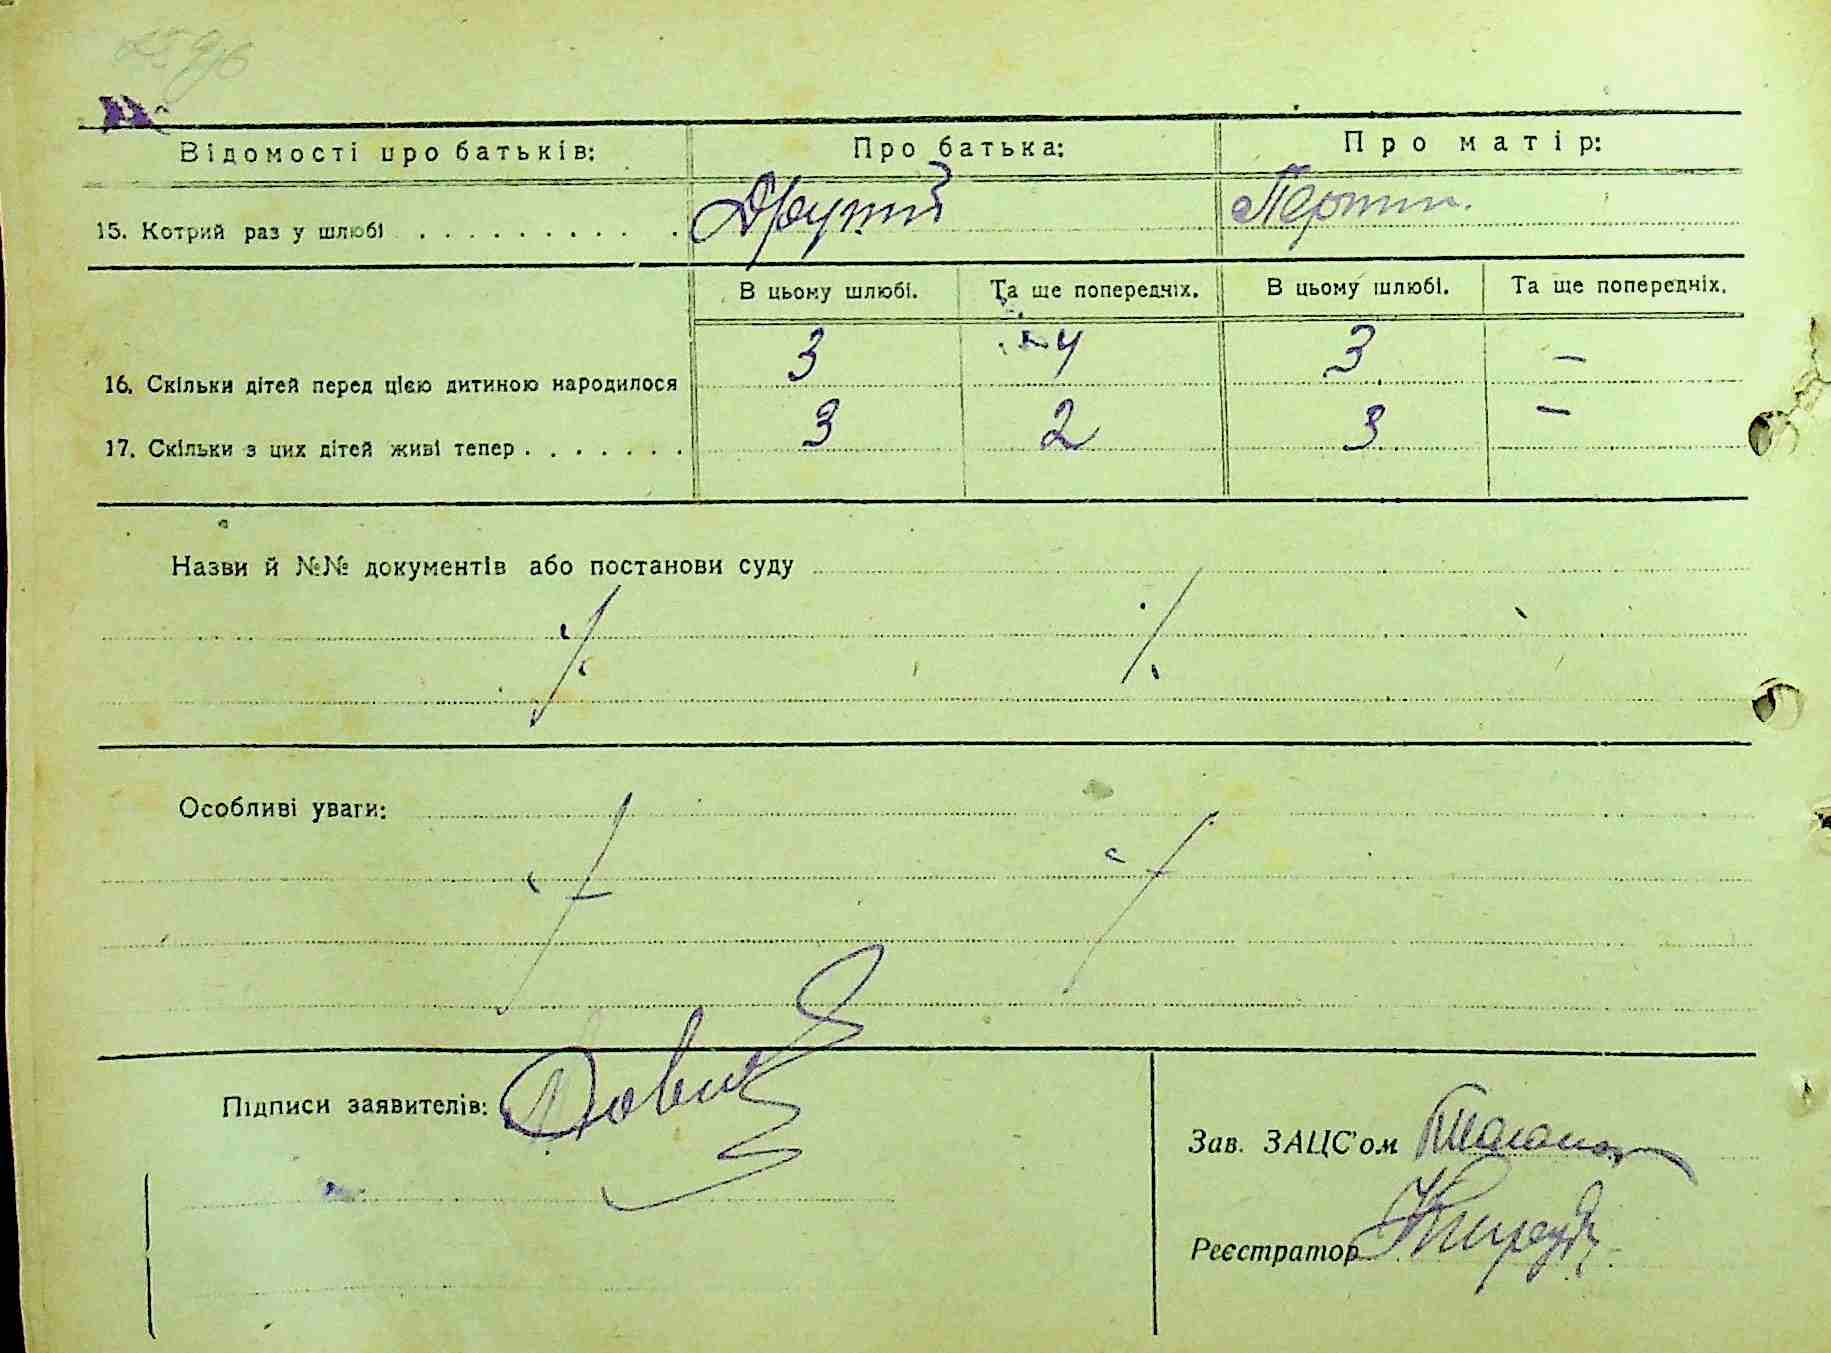 Відомості про батьків: Про батька: Про матір:
15. Котрий раз у шлюбі . . . . . . . . . . . Другий Перший.
В цьому шлюбі. Та ще попередніх. В цьому шлюбі. Та ще попередніх.
16. Скільки дітей перед цією дитиною народилося 3 4 3 –
17. Скільки з цих дітей живі тепер . . . . . . . 3 2 3 –
Назви й №№ документів або постанови суду
Особливі уваги:
Підписи заявителів:
Зав. ЗАЦС'ом
Реєстратор